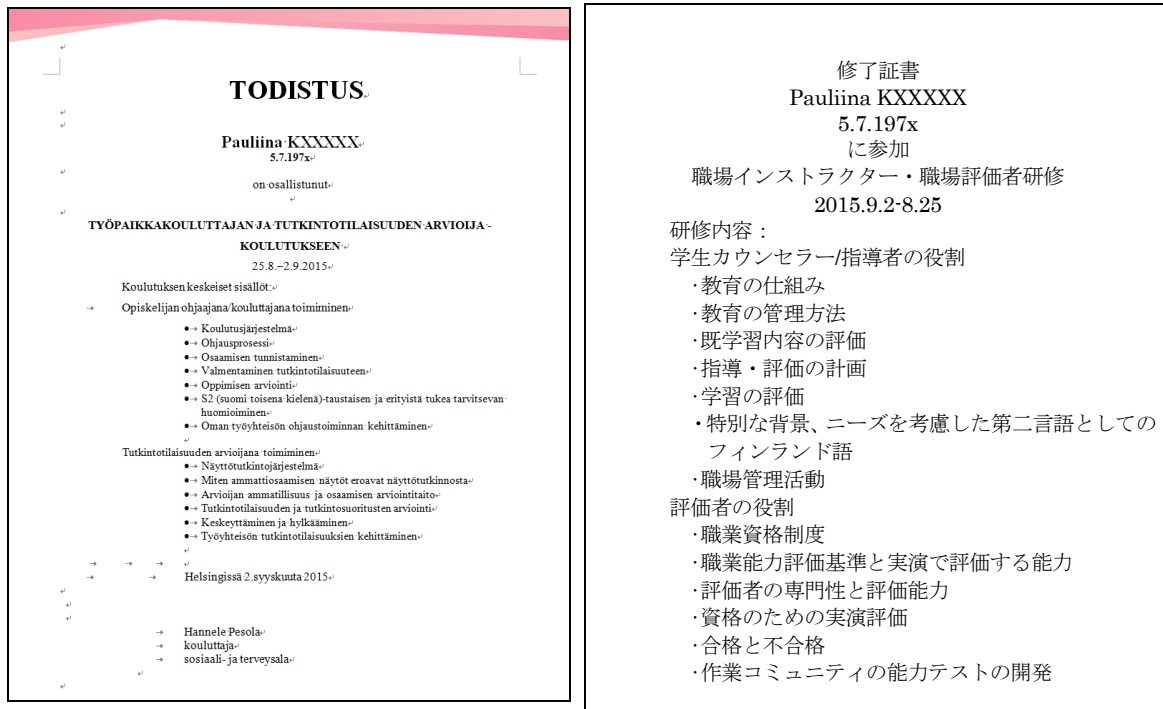 TODISTUS
Pauliina KXXXXX
5.7.197x
on osallistunut
TYÖPAIKKAKOULUTTAJAN JA TUTKINTOTILAISUUDEN ARVIOIJA -
KOULUTUKSEEN
25.8.–2.9.2015
Koulutuksen keskeiset sisällöt:
Opiskelijan ohjaajana/kouluttajana toimiminen
● Koulutusjärjestelmä
● Ohjausprosessi
● Osaamisen tunnistaminen
● Valmentaminen tutkintotilaisuuteen
● Oppimisen arviointi
● S2 (suomi toisena kielenä)-taustaisen ja erityistä tukea tarvitsevan
huomioiminen
● Oman työyhteisön ohjaustoiminnan kehittäminen
Tutkintotilaisuuden arvioijana toimiminen
● Näyttötutkintojärjestelmä
● Miten ammattiosaamisen näytöt eroavat näyttötutkinnosta
● Arvioijan ammatillisuus ja osaamisen arviointitaito
● Tutkintotilaisuuden ja tutkintosuoritusten arviointi
● Keskeyttäminen ja hylkääminen
● Työyhteisön tutkintotilaisuuksien kehittäminen
Helsingissä 2.syyskuuta 2015
Hannele Pesola
kouluttaja
sosiaali- ja terveysala
修了証書
Pauliina KXXXXXX
5.7.197x
に参加
職場インストラクター・職場評価者研修
2015.9.2-8.25
研修内容：
学生カウンセラー/指導者の役割
·教育の仕組み
·教育の管理方法
·既学習内容の評価
·指導・評価の計画
·学習の評価
・特別な背景、ニーズを考慮した第二言語としての
フィンランド語
·職場管理活動
評価者の役割
·職業資格制度
·職業能力評価基準と実演で評価する能力
·評価者の専門性と評価能力
·資格のための実演評価
·合格と不合格
·作業コミュニティの能力テストの開発